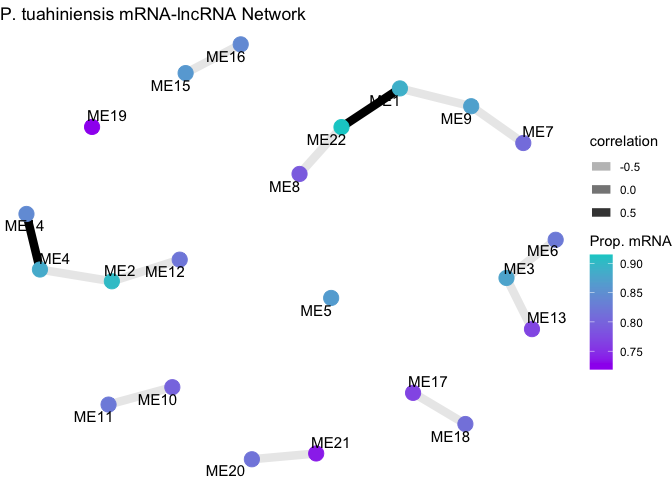 P. tuahiniensis mRNA-lncRNA Network
ME16
ME15
ME19
ME1
ME9
ME7
ME22
ME8
ME14
ME4
ME2
ME12
ME6
ME3
ME13
ME5
ME17
ME18
ME10
ME11
ME21
ME20
correlation
-0.5
0.0
0.5
Prop. mRNA
0.90
0.85
0.80
0.75